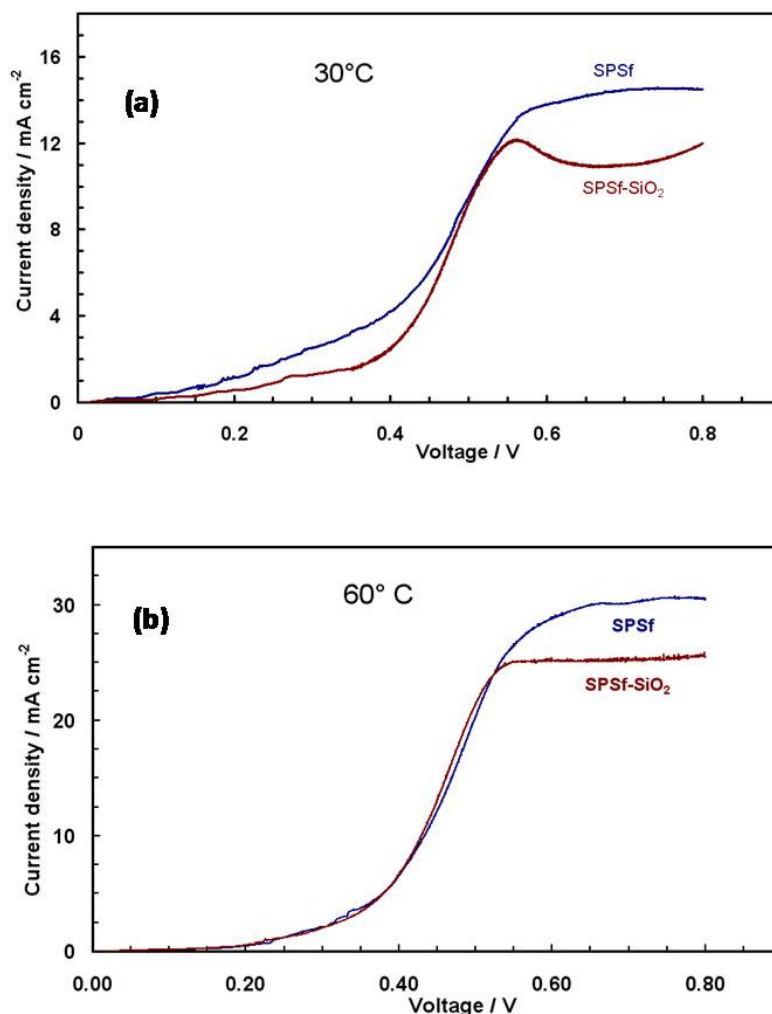 16
12
8
4
0
Current density / mA cm⁻²
(a)
30°C
SPSf
SPSf-SiO₂
0
0.2
0.4
0.6
0.8
Voltage / V
30
20
10
0
Current density / mA cm⁻²
(b)
60° C
SPSf
SPSf-SiO₂
0.00
0.20
0.40
0.60
0.80
Voltage / V